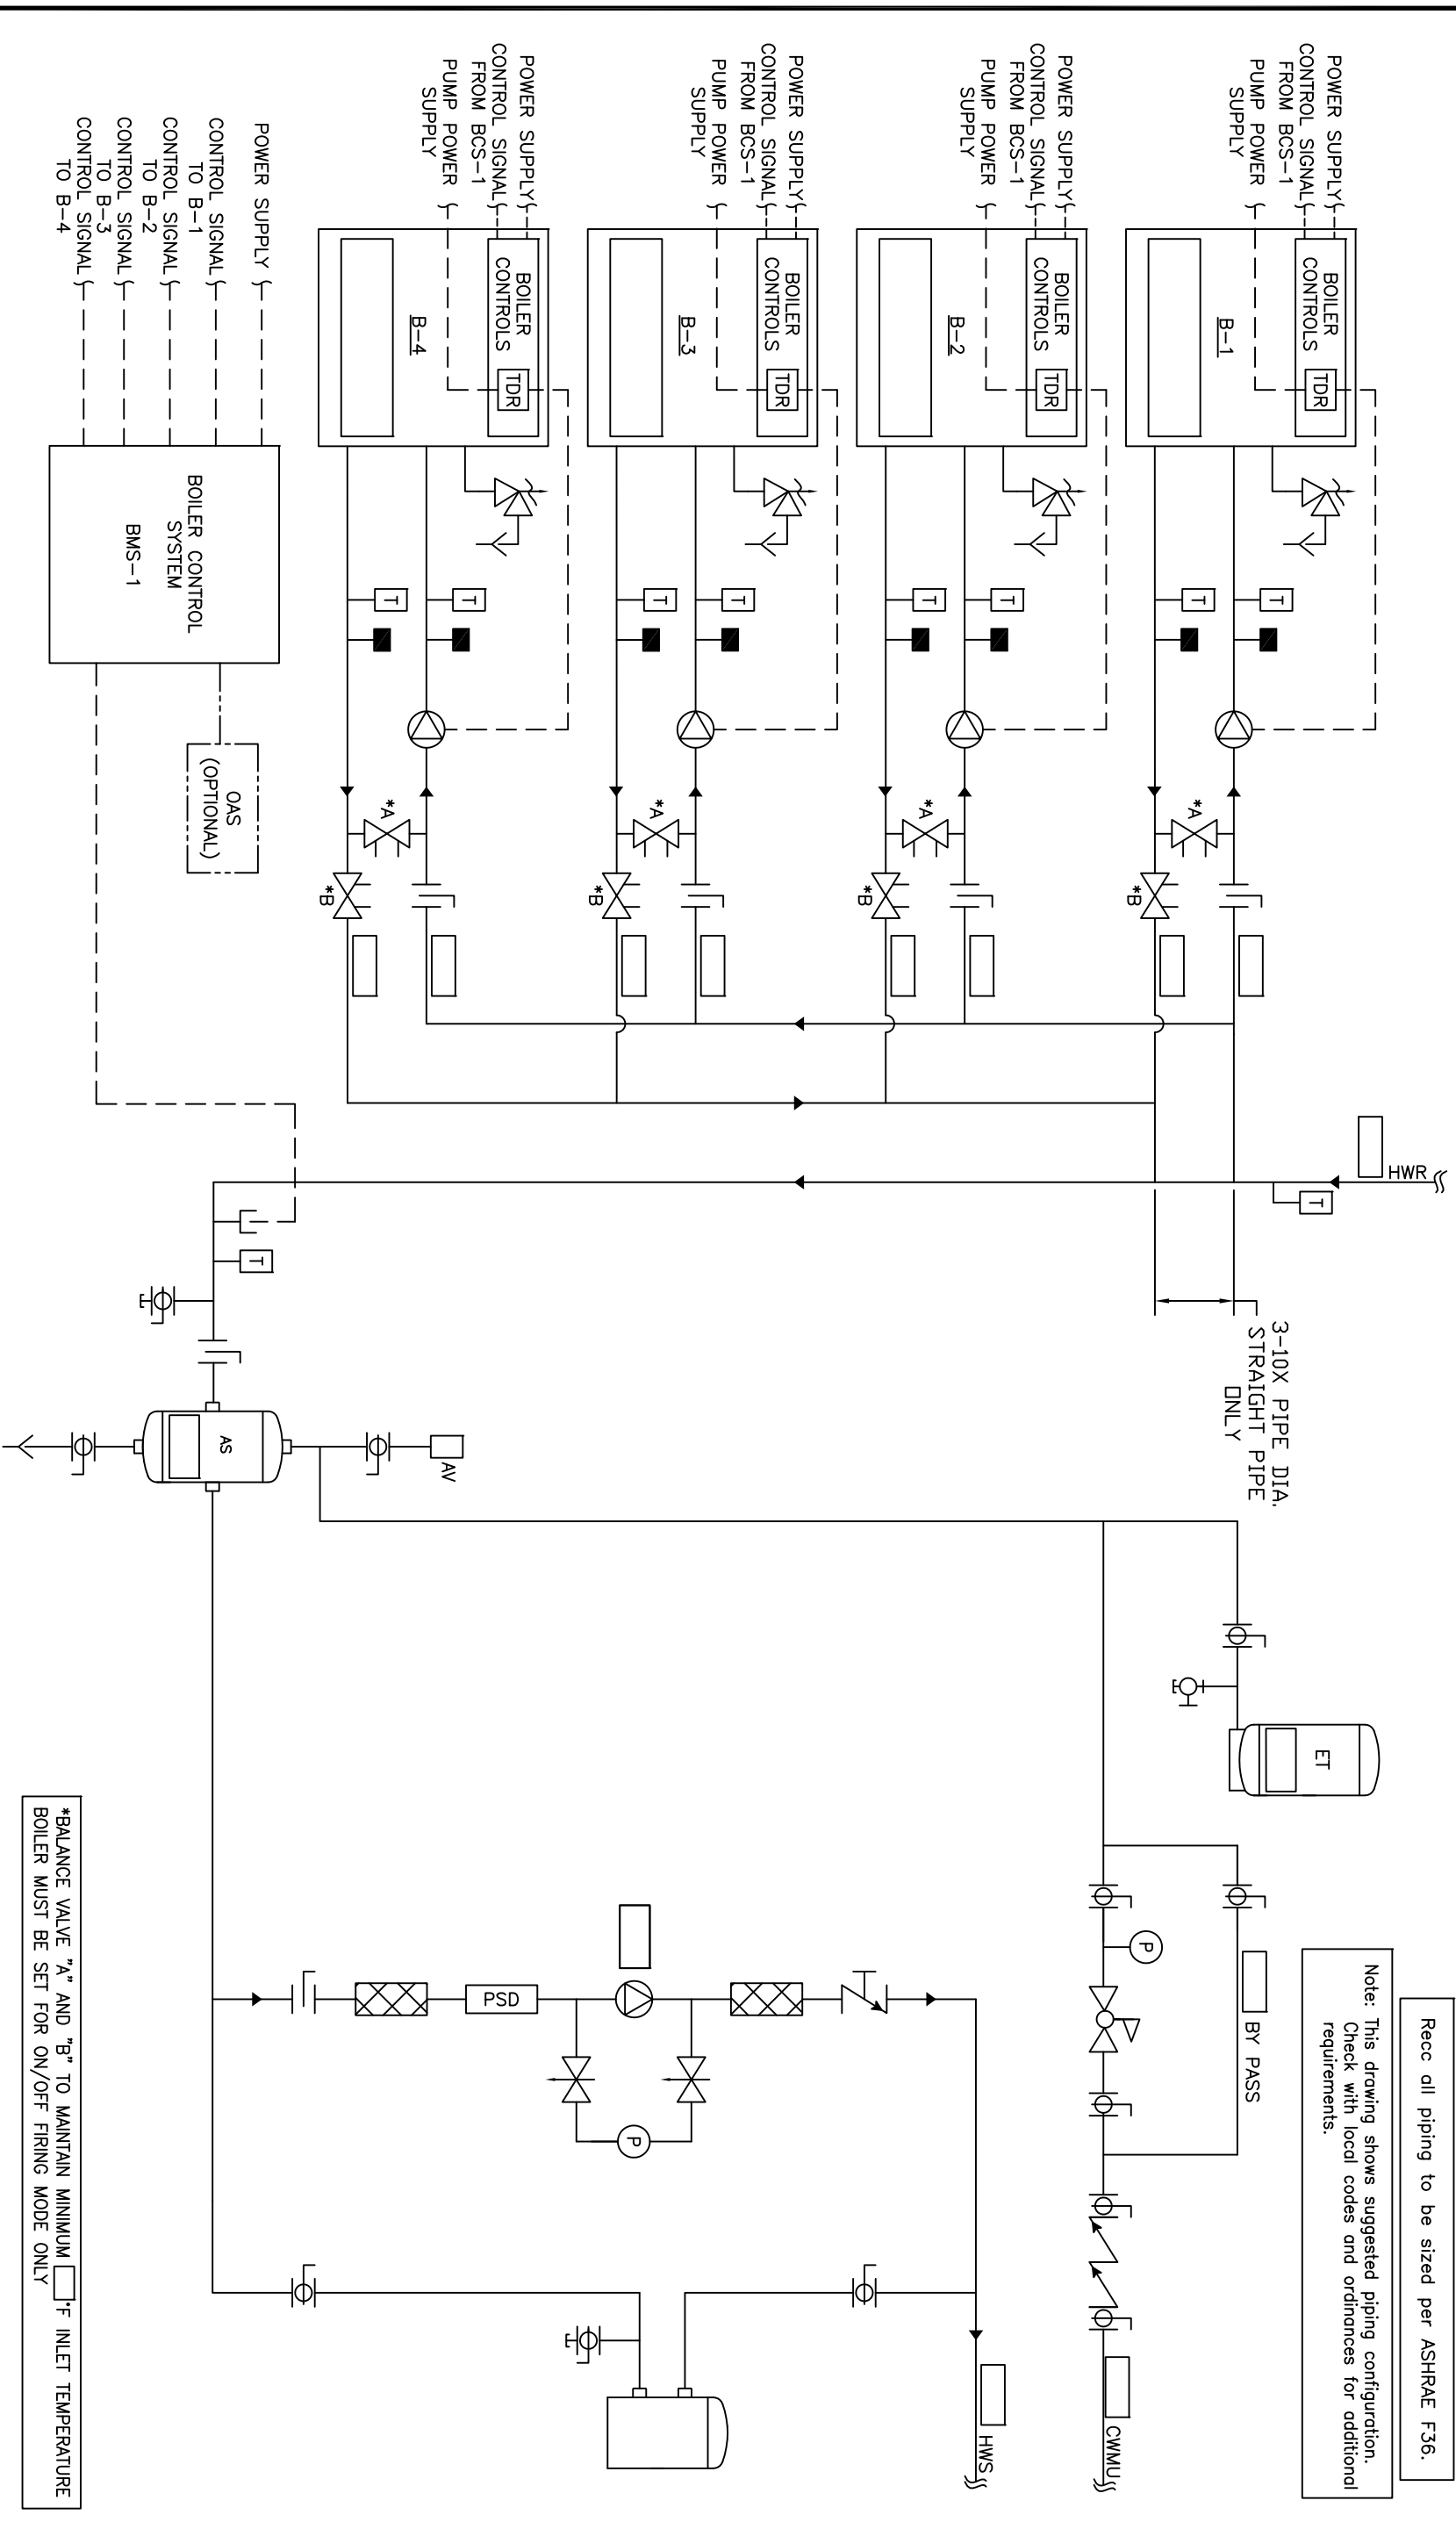 Recc all piping to be sized per ASHRAE F36.
Note: This drawing shows suggested piping configuration.
Check with local codes and ordinances for additional
requirements.
POWER SUPPLY
CONTROL SIGNAL
FROM BCS-1
PUMP POWER
SUPPLY
BOILER
CONTROLS
TDR
B-1
T
T
*A
*B
POWER SUPPLY
CONTROL SIGNAL
FROM BCS-1
PUMP POWER
SUPPLY
BOILER
CONTROLS
TDR
B-2
T
T
*A
*B
POWER SUPPLY
CONTROL SIGNAL
FROM BCS-1
PUMP POWER
SUPPLY
BOILER
CONTROLS
TDR
B-3
T
T
*A
*B
POWER SUPPLY
CONTROL SIGNAL
FROM BCS-1
PUMP POWER
SUPPLY
BOILER
CONTROLS
TDR
B-4
T
T
*A
*B
POWER SUPPLY
CONTROL SIGNAL
TO B-1
CONTROL SIGNAL
TO B-2
CONTROL SIGNAL
TO B-3
CONTROL SIGNAL
TO B-4
BOILER CONTROL
SYSTEM
BMS-1
OAS
(OPTIONAL)
HWR
T
T
3-10X PIPE DIA.
STRAIGHT PIPE
ONLY
AV
AS
ET
P
BY PASS
CWMU
PSD
P
HWS
*BALANCE VALVE "A" AND "B" TO MAINTAIN MINIMUM °F INLET TEMPERATURE
BOILER MUST BE SET FOR ON/OFF FIRING MODE ONLY